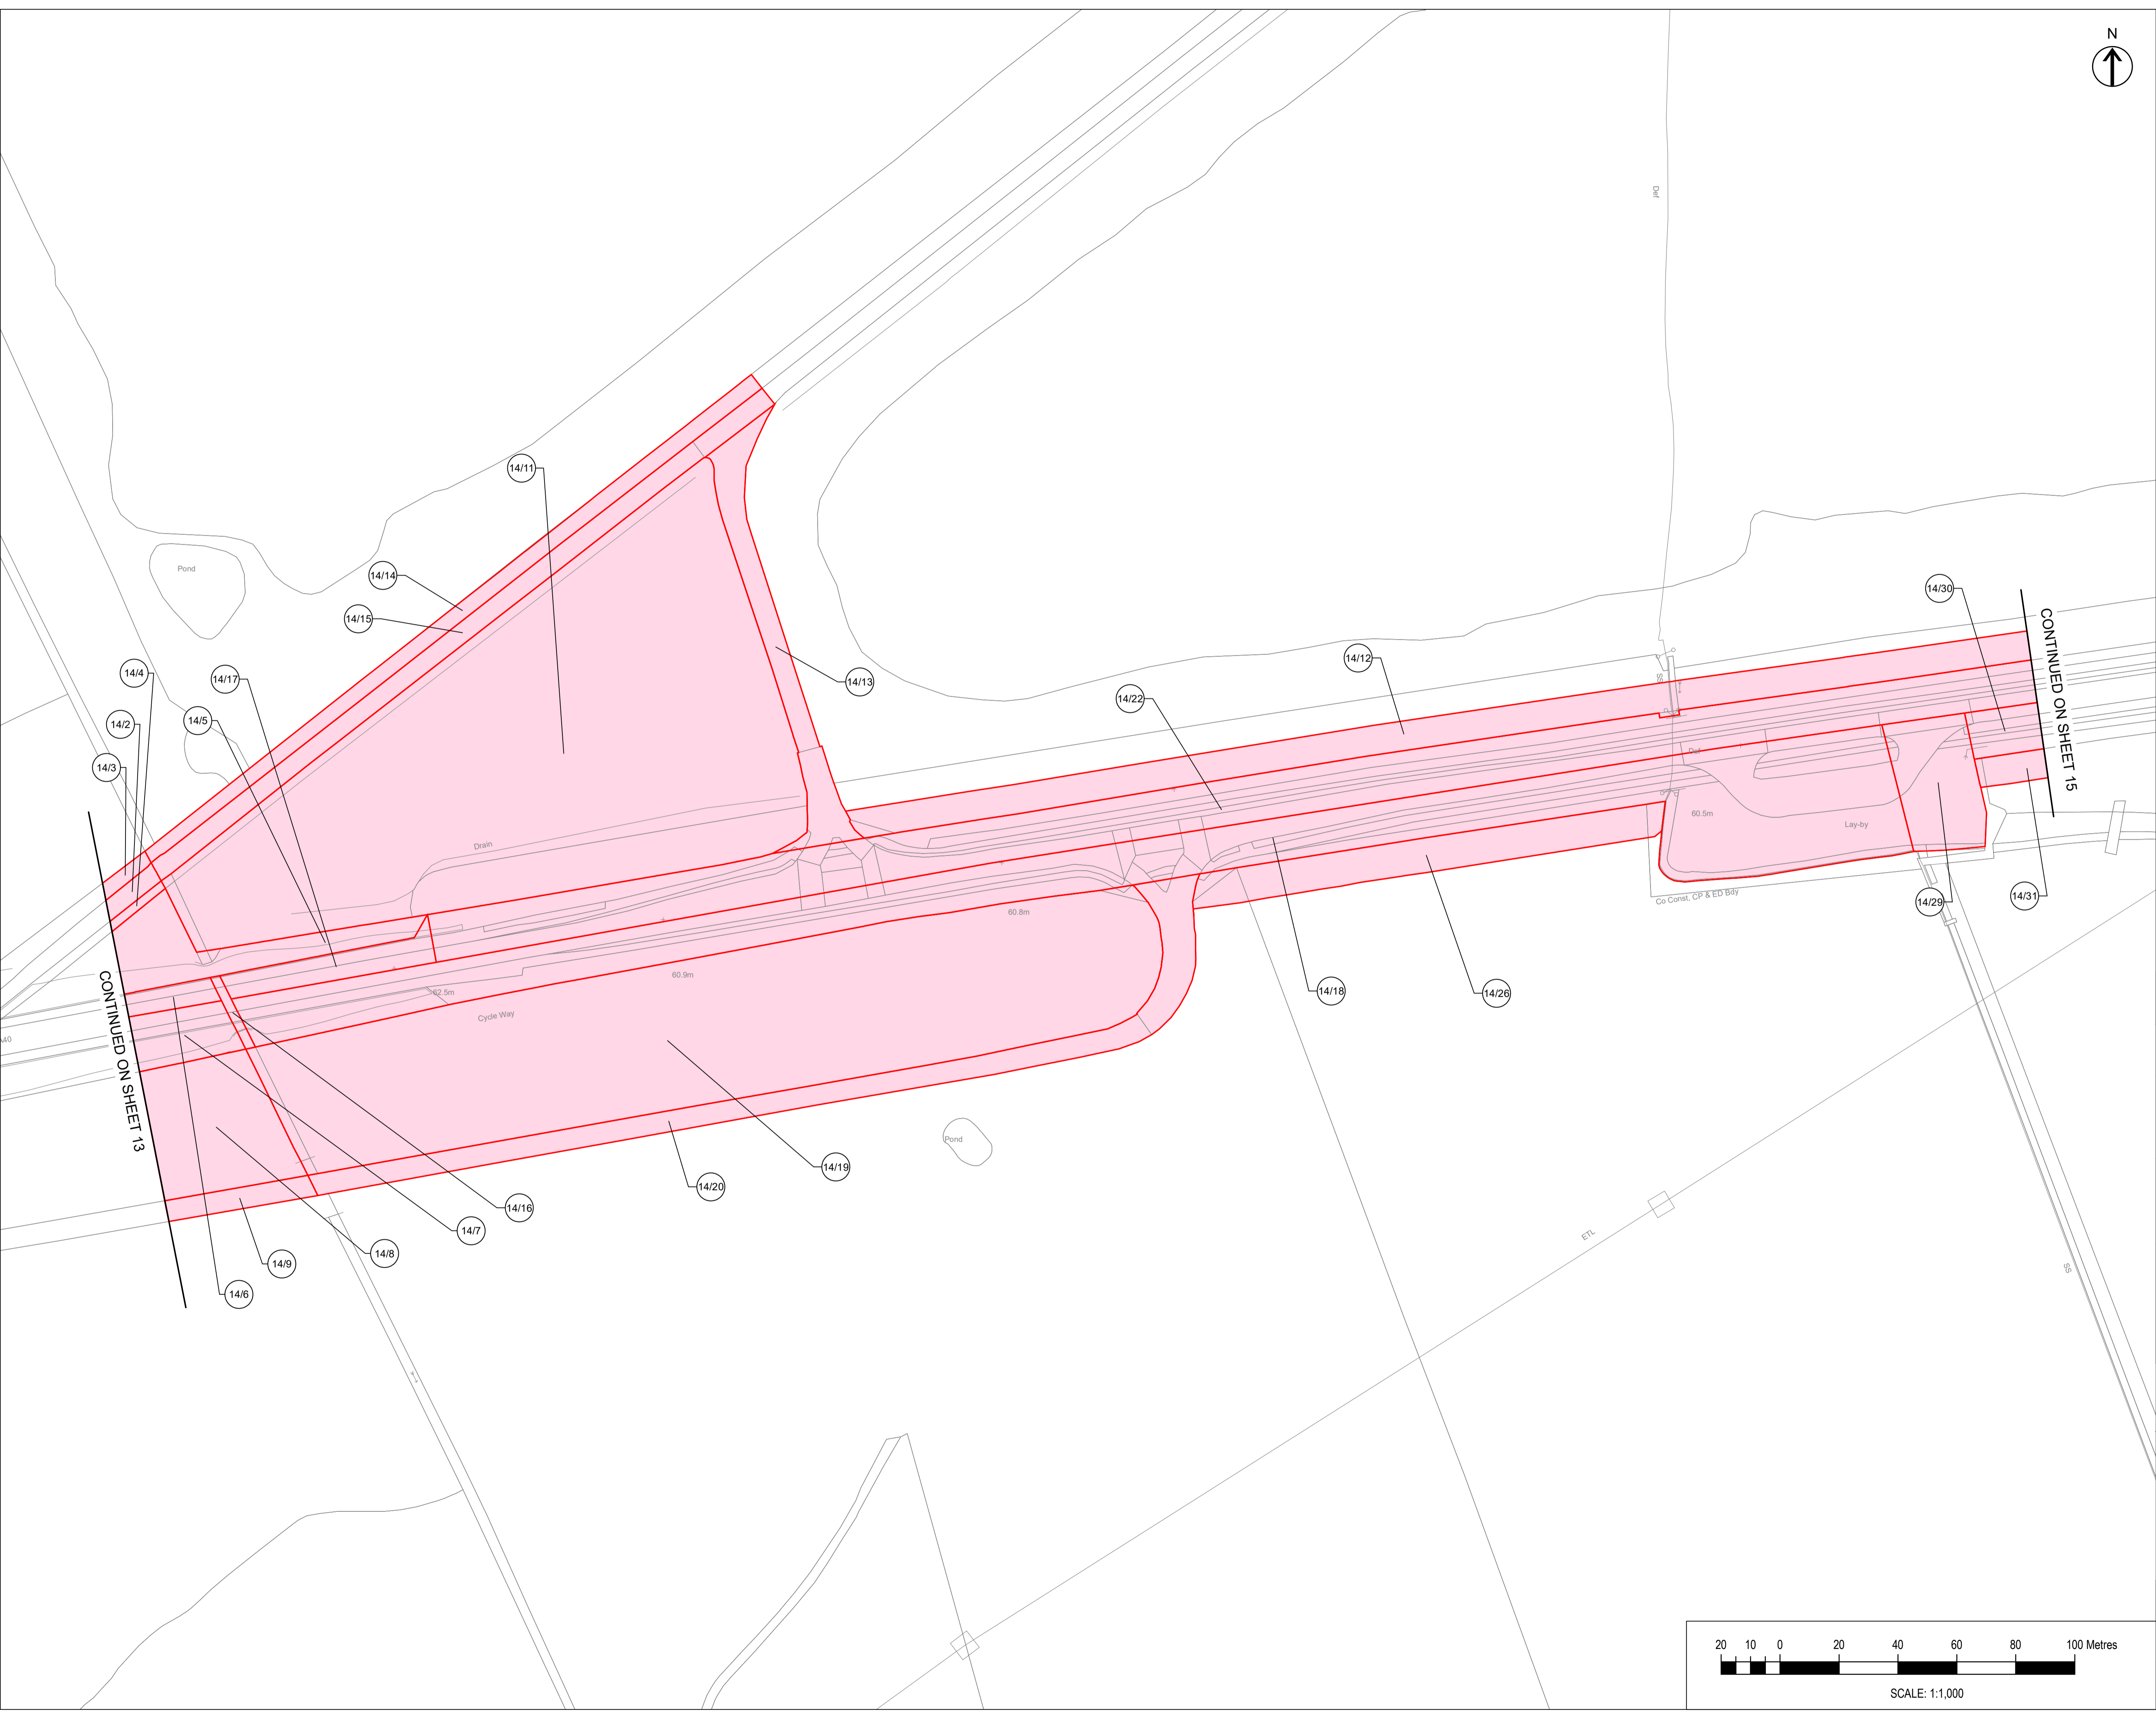 N
Def
14/11
14/14
14/15
Pond
14/30
14/4
14/17
14/12
14/13
14/22
14/2
14/5
14/3
SS
CONTINUED ON SHEET 15
Def
60.5m
Lay-by
Drain
Co Const, CP & ED Bdy
14/29
14/31
60.8m
60.9m
62.5m
Cycle Way
14/18
14/26
A40
CONTINUED ON SHEET 13
Pond
14/19
14/20
14/16
14/7
14/8
14/9
14/6
ETL
SS
20 10 0 20 40 60 80 100 Metres
SCALE: 1:1,000